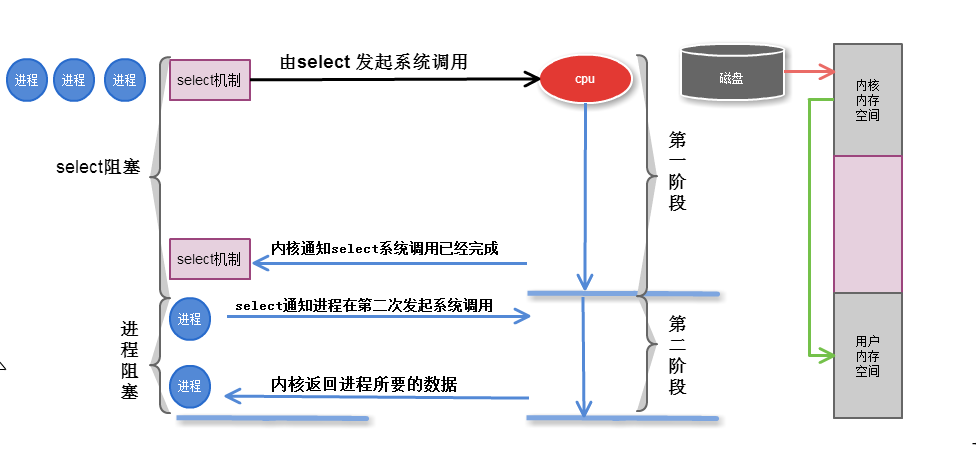 由select 发起系统调用
进程
进程
进程
select机制
cpu
磁盘
内核
内存
空间
select阻塞
第一阶段
内核通知select系统调用已经完成
select机制
select通知进程在第二次发起系统调用
进程
进程阻塞
第二阶段
用户
内存
空间
内核返回进程所要的数据
进程